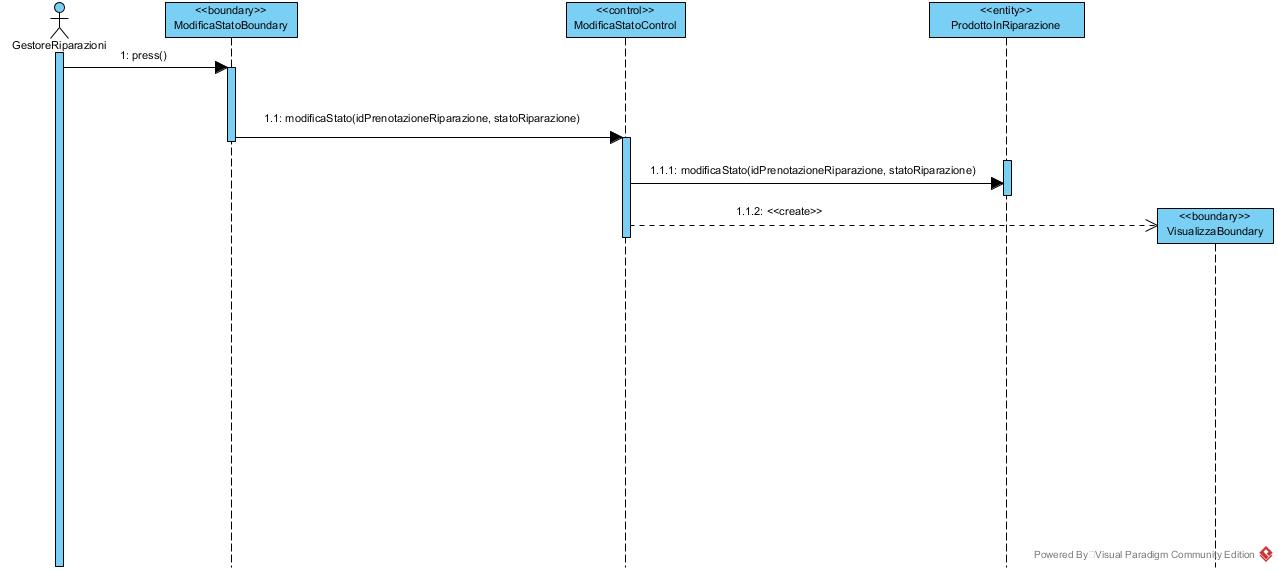 <<boundary>>
ModificaStatoBoundary
<<control>>
ModificaStatoControl
<<entity>>
ProdottoInRiparazione
GestoreRiparazioni
1: press()
1.1: modificaStato(idPrenotazioneRiparazione, statoRiparazione)
1.1.1: modificaStato(idPrenotazioneRiparazione, statoRiparazione)
1.1.2: <<create>>
<<boundary>>
VisualizzaBoundary
Powered By Visual Paradigm Community Edition